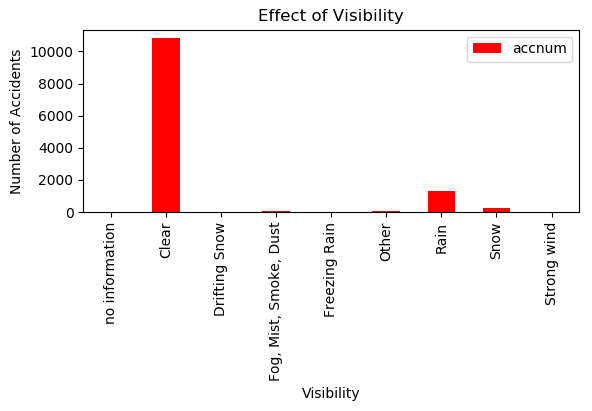 Effect of Visibility
accnum
Number of Accidents
10000
8000
6000
4000
2000
0
no information
Clear
Drifting Snow
Fog, Mist, Smoke, Dust
Freezing Rain
Other
Rain
Snow
Strong wind
Visibility